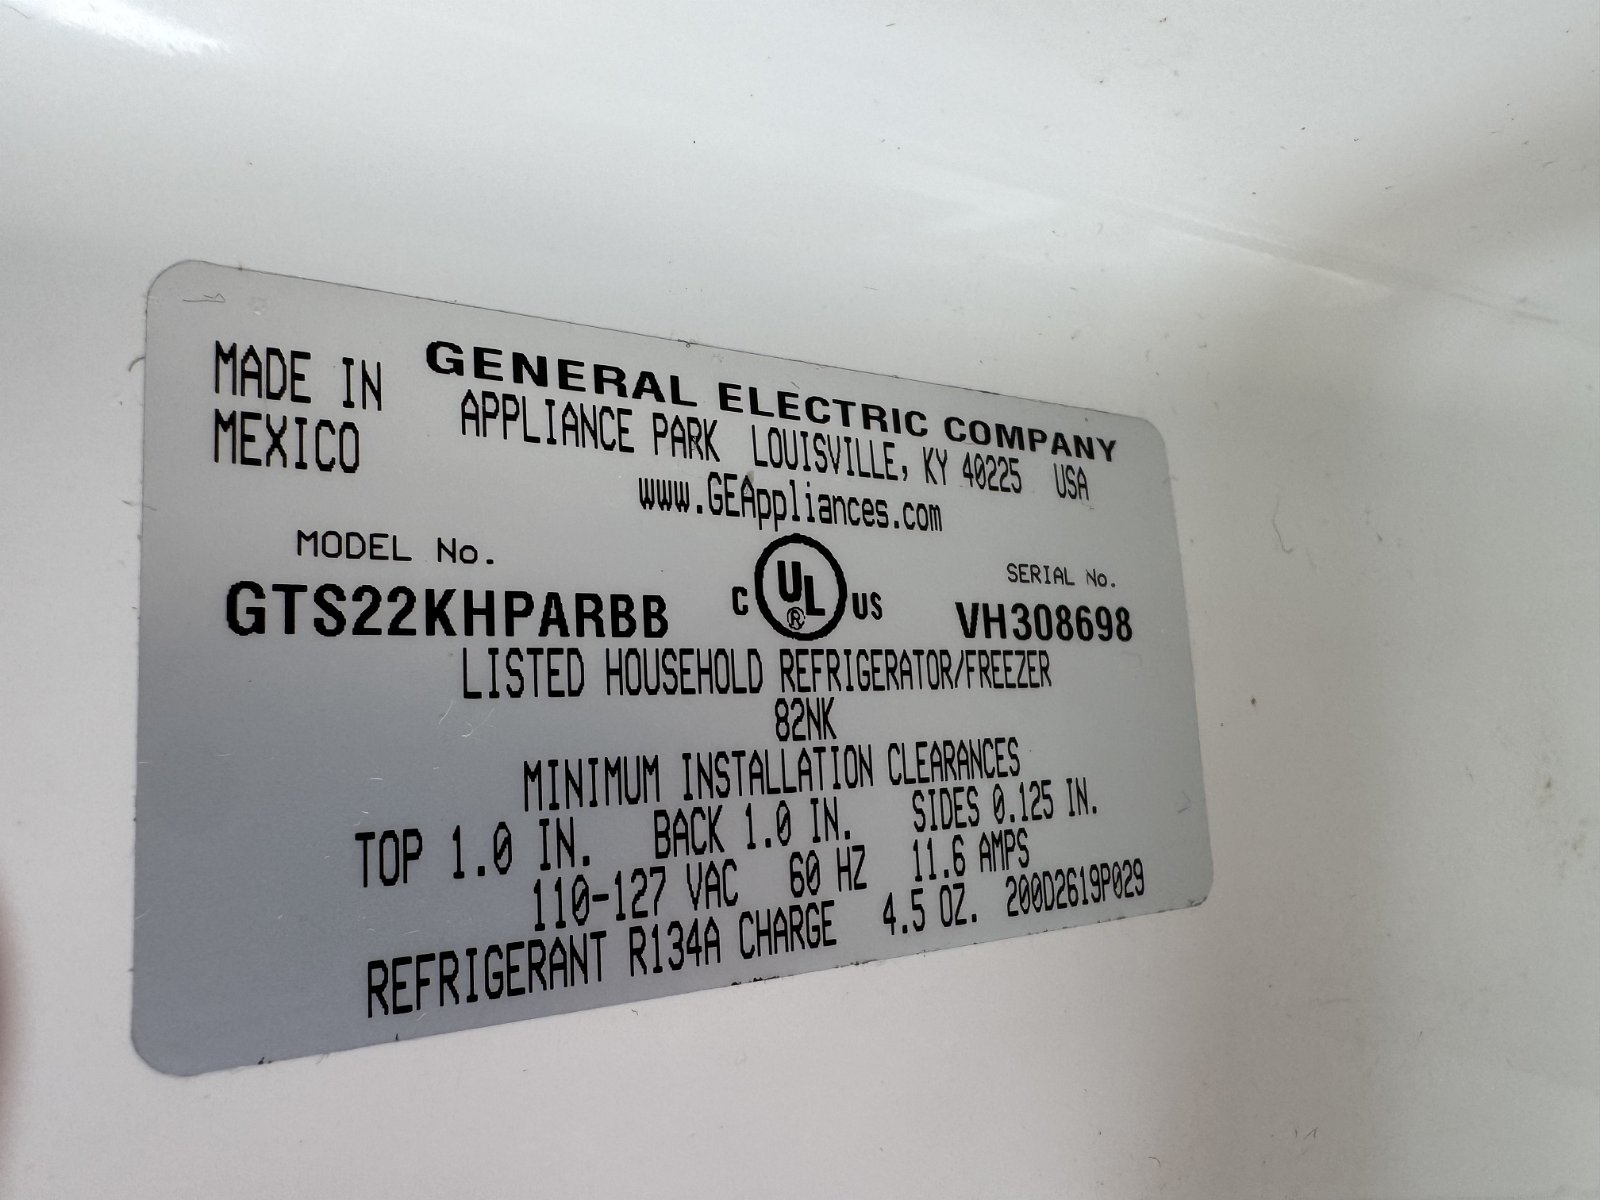 MADE IN
MEXICO
GENERAL ELECTRIC COMPANY
APPLIANCE PARK LOUISVILLE, KY 40225 USA
www.GEAppliances.com
MODEL No.
GTS22KHPARBB
C UL® US
SERIAL No.
VH308698
LISTED HOUSEHOLD REFRIGERATOR/FREEZER
82NK
MINIMUM INSTALLATION CLEARANCES
TOP 1.0 IN. BACK 1.0 IN. SIDES 0.125 IN.
110-127 VAC 60 HZ 11.6 AMPS
REFRIGERANT R134A CHARGE 4.5 OZ. 200D2619P029